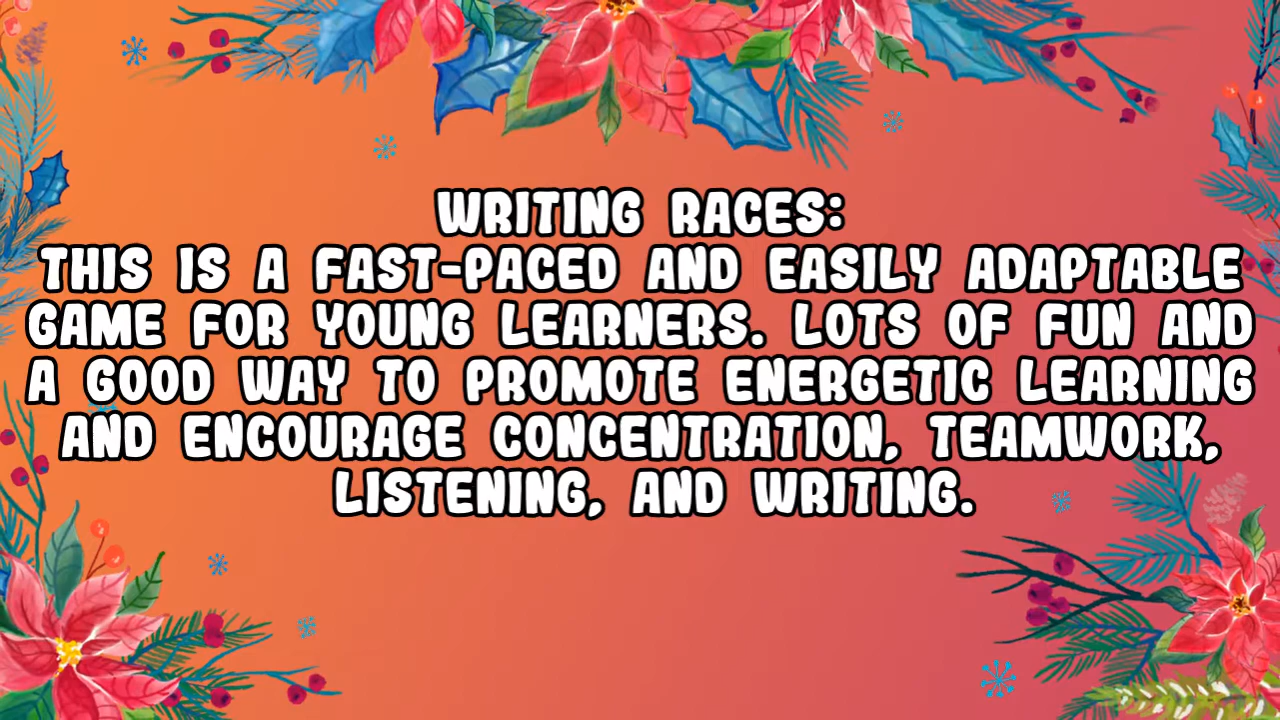 WRITING RACES:
THIS IS A FAST-PACED AND EASILY ADAPTABLE
GAME FOR YOUNG LEARNERS. LOTS OF FUN AND
A GOOD WAY TO PROMOTE ENERGETIC LEARNING
AND ENCOURAGE CONCENTRATION, TEAMWORK,
LISTENING, AND WRITING.